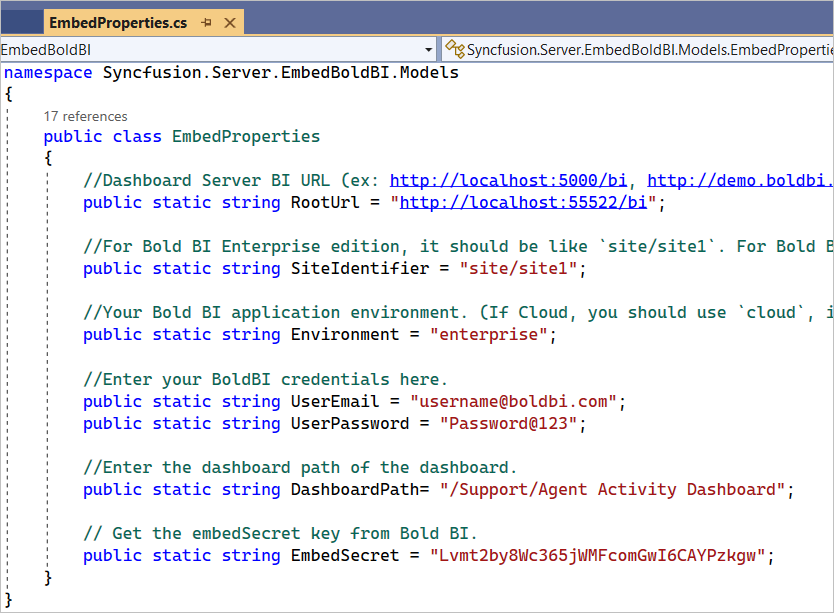 EmbedProperties.cs
EmbedBoldBI
Syncfusion.Server.EmbedBoldBI.Models.EmbedPropertie
namespace Syncfusion.Server.EmbedBoldBI.Models
{
17 references
public class EmbedProperties
{
//Dashboard Server BI URL (ex: http://localhost:5000/bi, http://demo.boldbi.
public static string RootUrl = "http://localhost:55522/bi";
//For Bold BI Enterprise edition, it should be like `site/site1`. For Bold B
public static string SiteIdentifier = "site/site1";
//Your Bold BI application environment. (If Cloud, you should use `cloud`, i
public static string Environment = "enterprise";
//Enter your BoldBI credentials here.
public static string UserEmail = "username@boldbi.com";
public static string UserPassword = "Password@123";
//Enter the dashboard path of the dashboard.
public static string DashboardPath= "/Support/Agent Activity Dashboard";
// Get the embedSecret key from Bold BI.
public static string EmbedSecret = "Lvmt2by8Wc365jWMFcomGwI6CAYPzkgw";
}
}